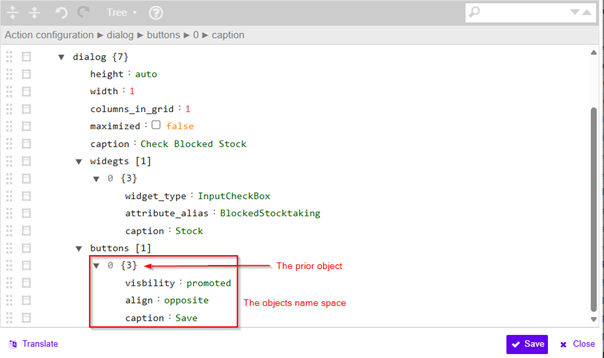 Tree
Action configuration ► dialog ► buttons ► 0 ► caption
dialog {7}
height : auto
width : 1
columns_in_grid : 1
maximized : false
caption : Check Blocked Stock
widegts [1]
0 {3}
widget_type : InputCheckBox
attribute_alias : BlockedStocktaking
caption : Stock
buttons [1]
0 {3} The prior object
visbility : promoted
align : opposite The objects name space
caption : Save
Translate Save Close